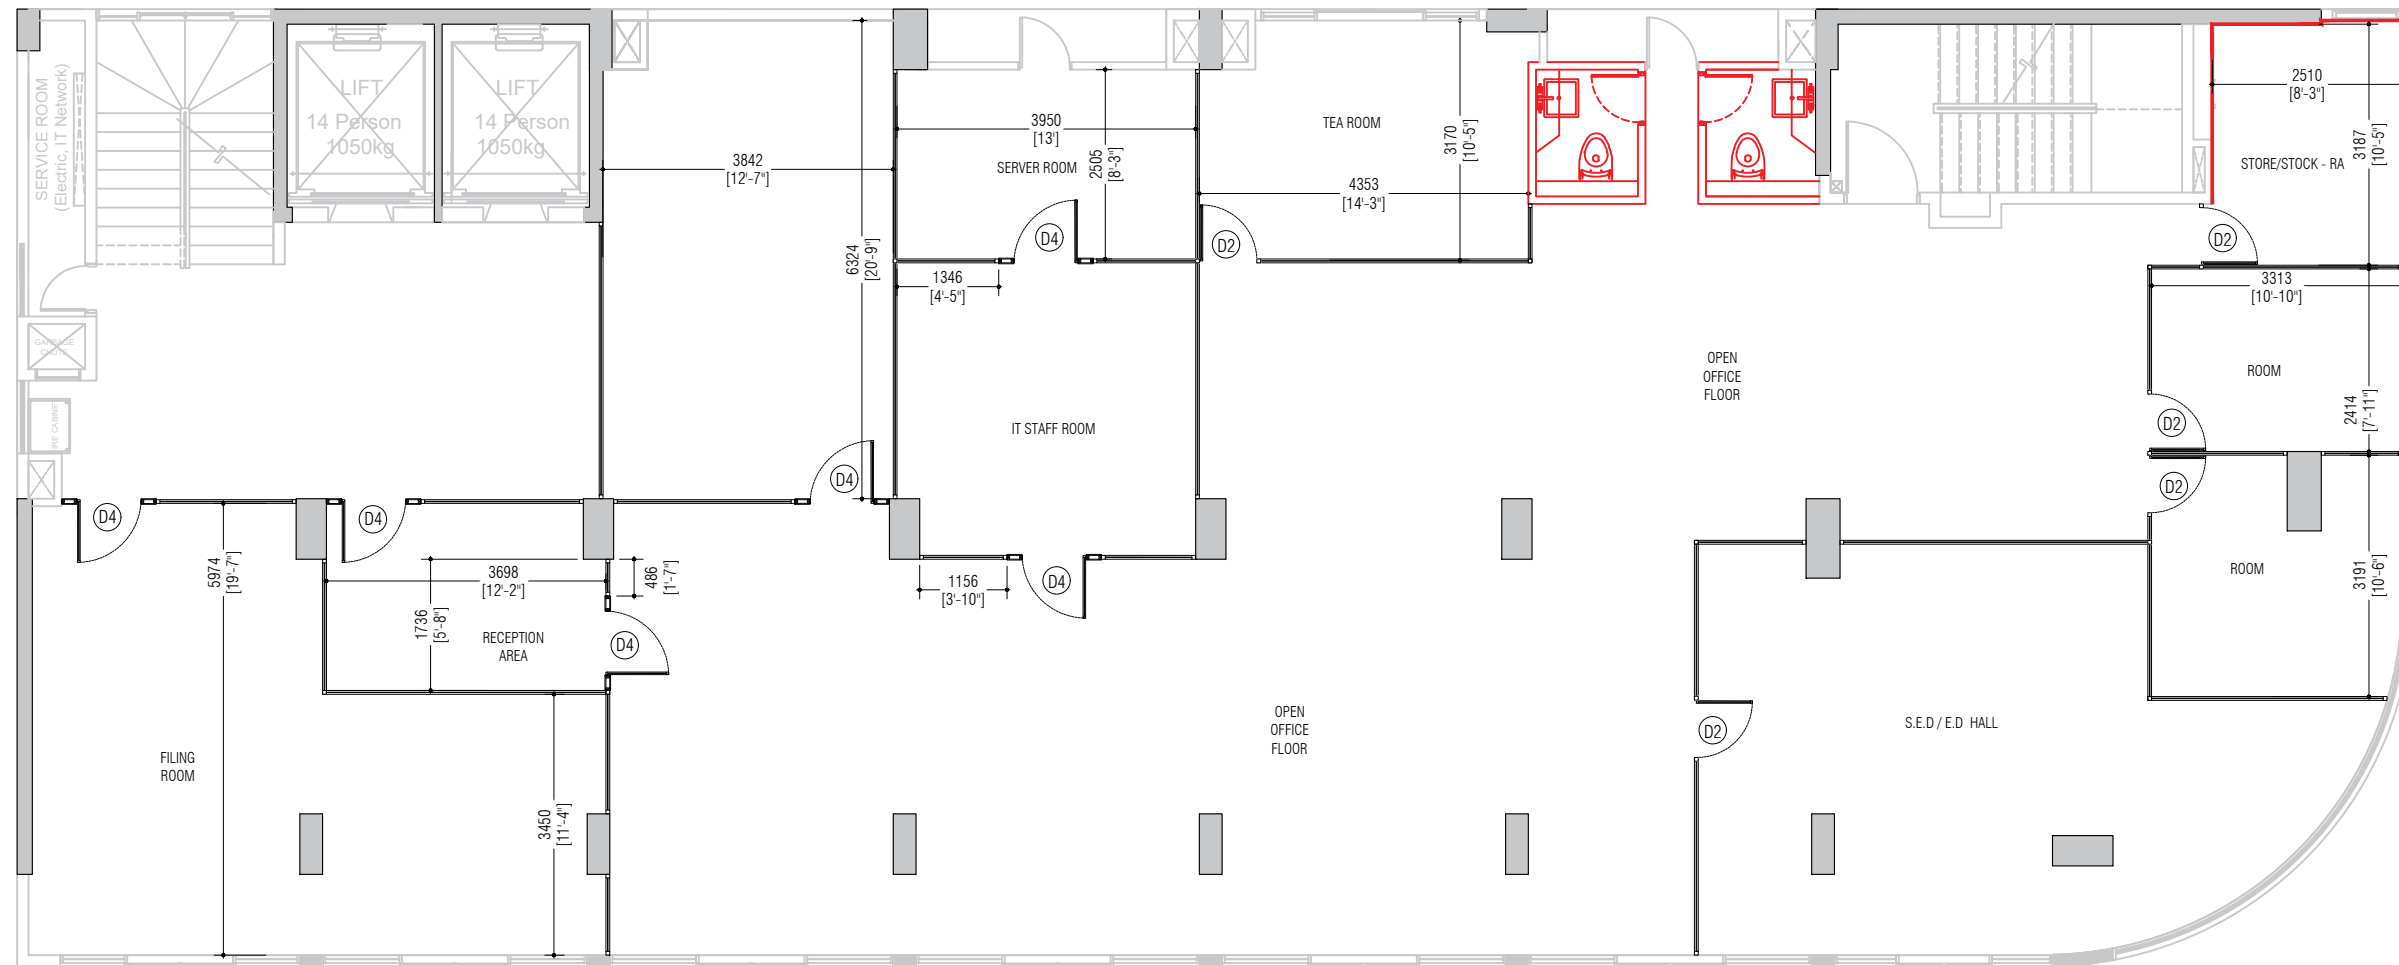 SERVICE ROOM
(Electric, IT Network)
LIFT
14 Person
1050kg
LIFT
14 Person
1050kg
3842
[12'-7"]
6324
[20'-9"]
3950
[13']
SERVER ROOM
2505
[8'-3"]
D4
1346
[4'-5"]
TEA ROOM
3170
[10'-5"]
4353
[14'-3"]
D2
2510
[8'-3"]
3187
[10'-5"]
STORE/STOCK - RA
D2
3313
[10'-10"]
ROOM
2414
[7'-11"]
D2
D2
ROOM
3191
[10'-6"]
OPEN
OFFICE
FLOOR
IT STAFF ROOM
D4
GARBAGE
CHUTE
D4
D4
5974
[19'-7"]
3698
[12'-2"]
486
[1'-7"]
1736
[5'-8"]
RECEPTION
AREA
D4
1156
[3'-10"]
D4
FILING
ROOM
3450
[11'-4"]
OPEN
OFFICE
FLOOR
D2
S.E.D / E.D HALL